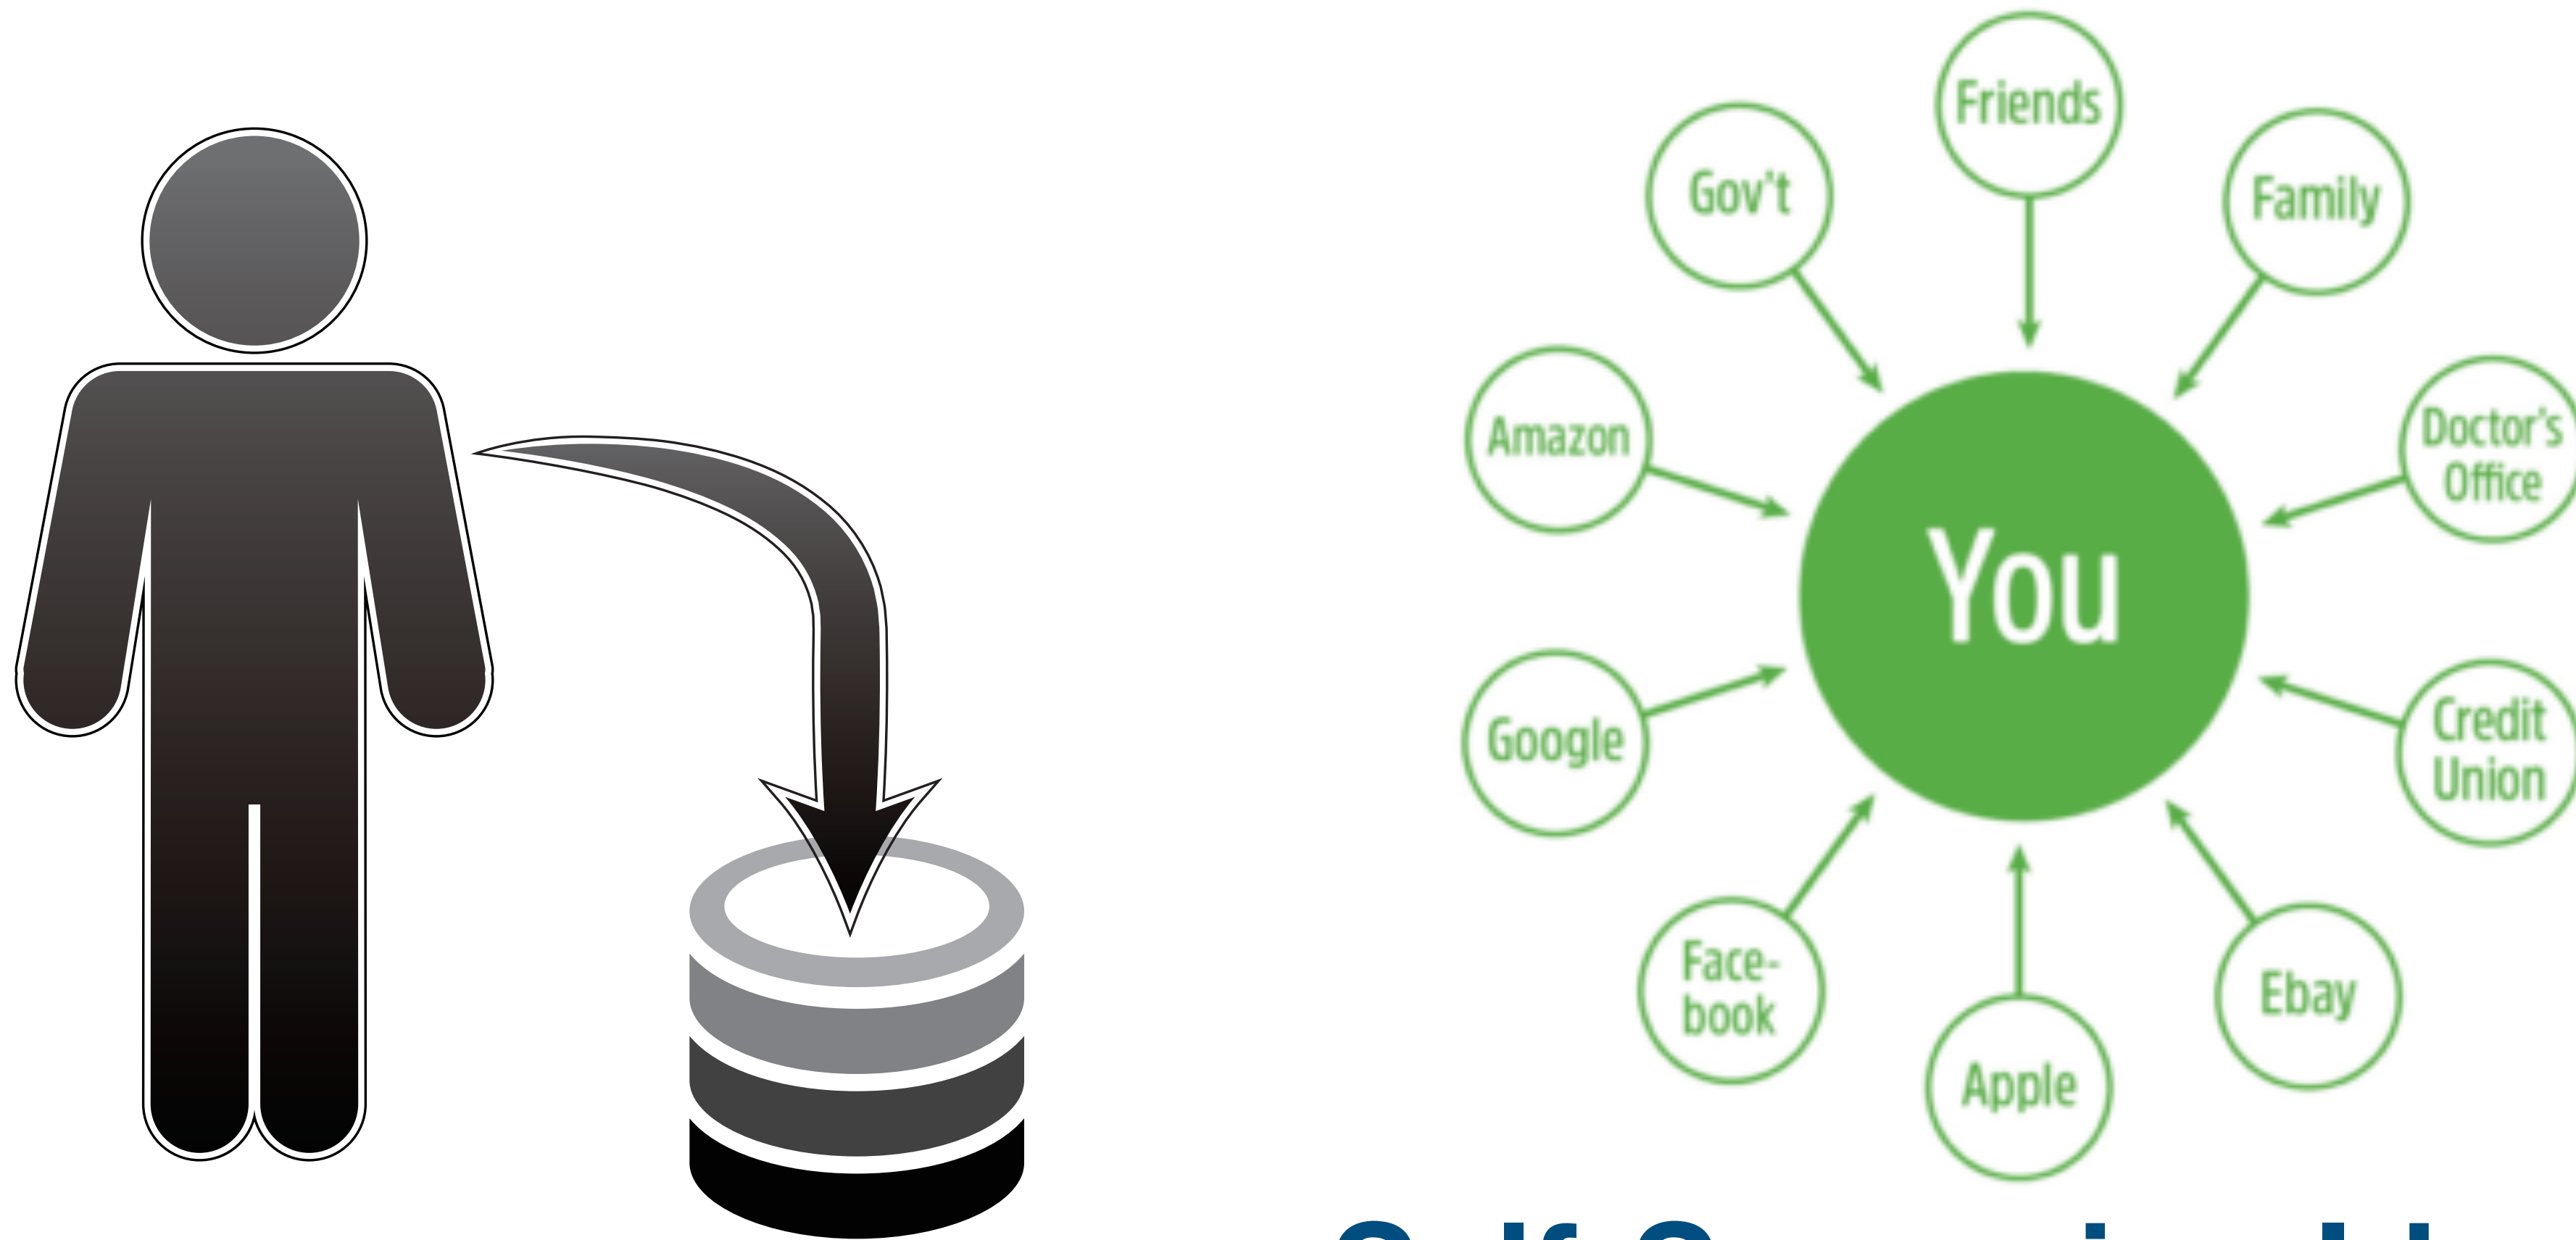 Friends
Gov't
Family
Amazon
Doctor's
Office
You
Google
Credit
Union
Face-
book
Ebay
Apple